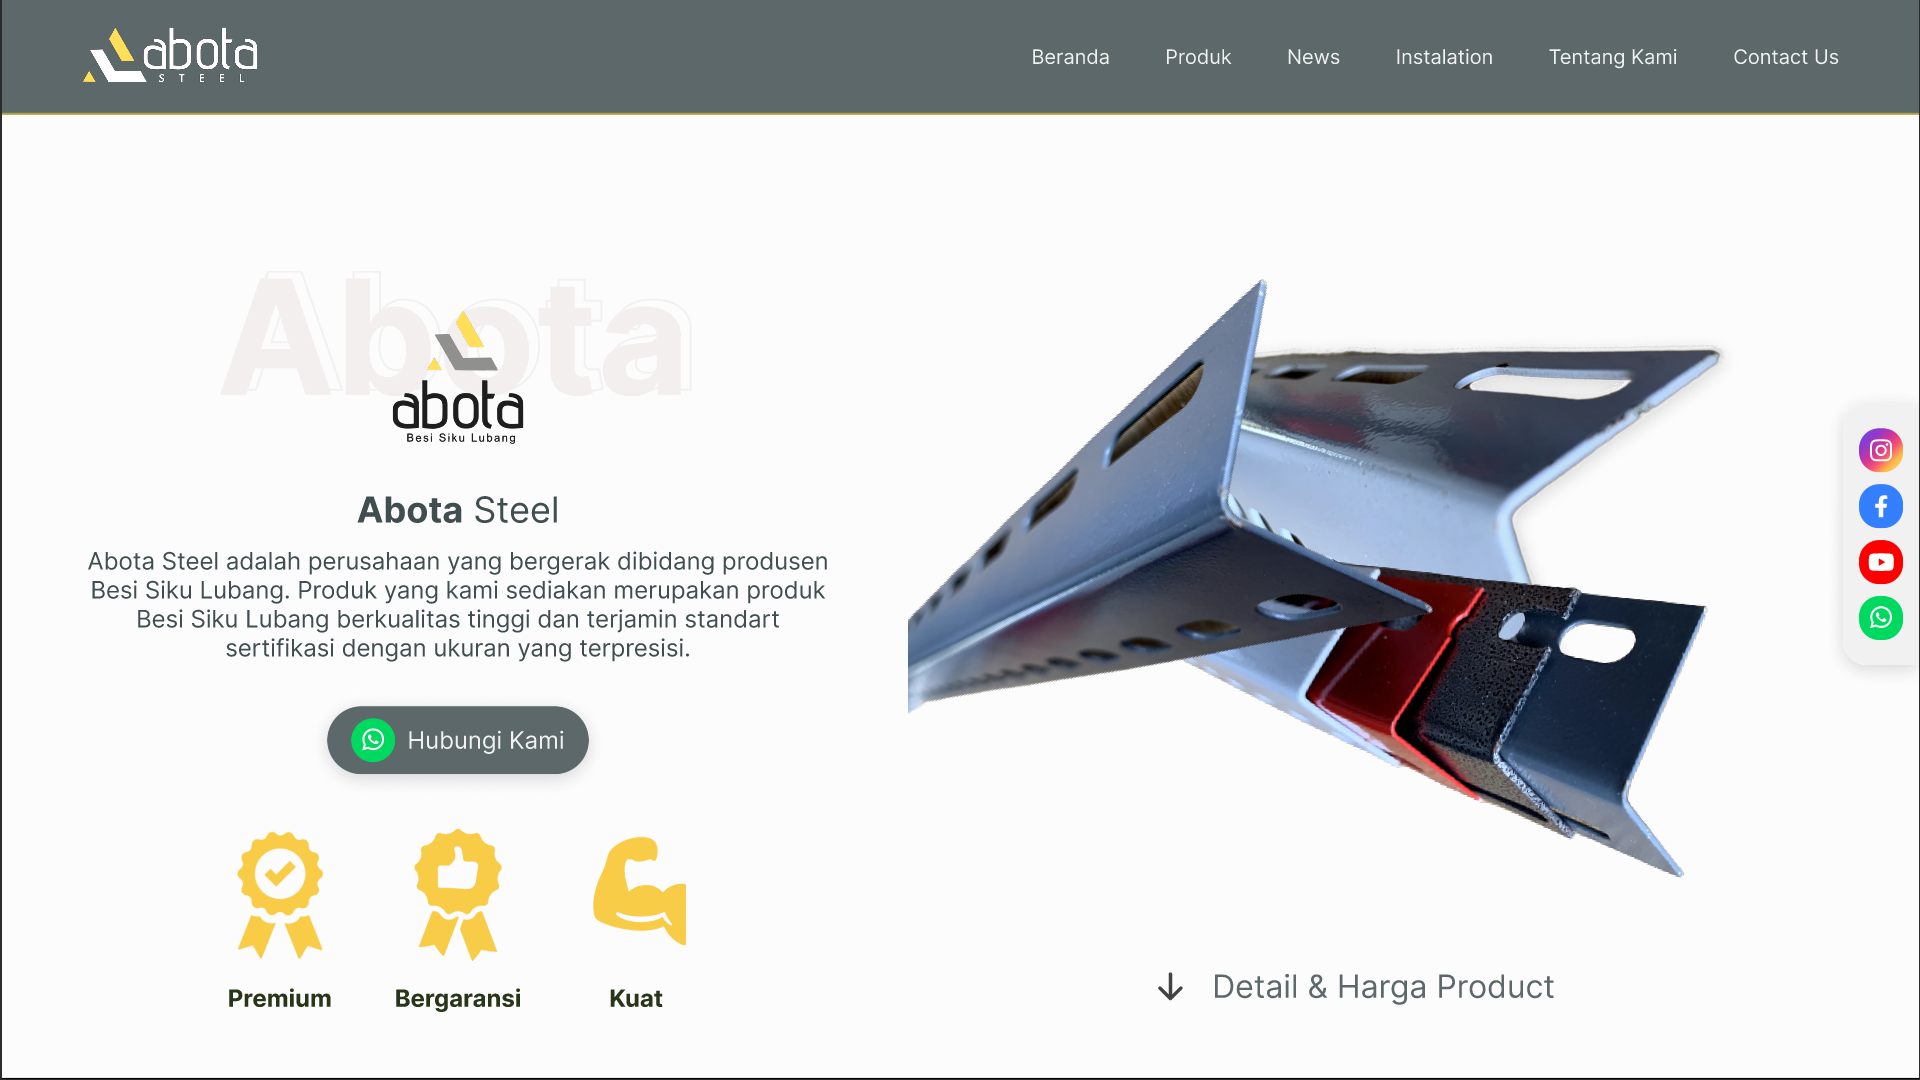 abota
STEEL
Beranda
Produk
News
Instalation
Tentang Kami
Contact Us
Abota
abota
Besi Siku Lubang
Abota Steel
Abota Steel adalah perusahaan yang bergerak dibidang produsen
Besi Siku Lubang. Produk yang kami sediakan merupakan produk
Besi Siku Lubang berkualitas tinggi dan terjamin standart
sertifikasi dengan ukuran yang terpresisi.
Hubungi Kami
Premium
Bergaransi
Kuat
Detail & Harga Product